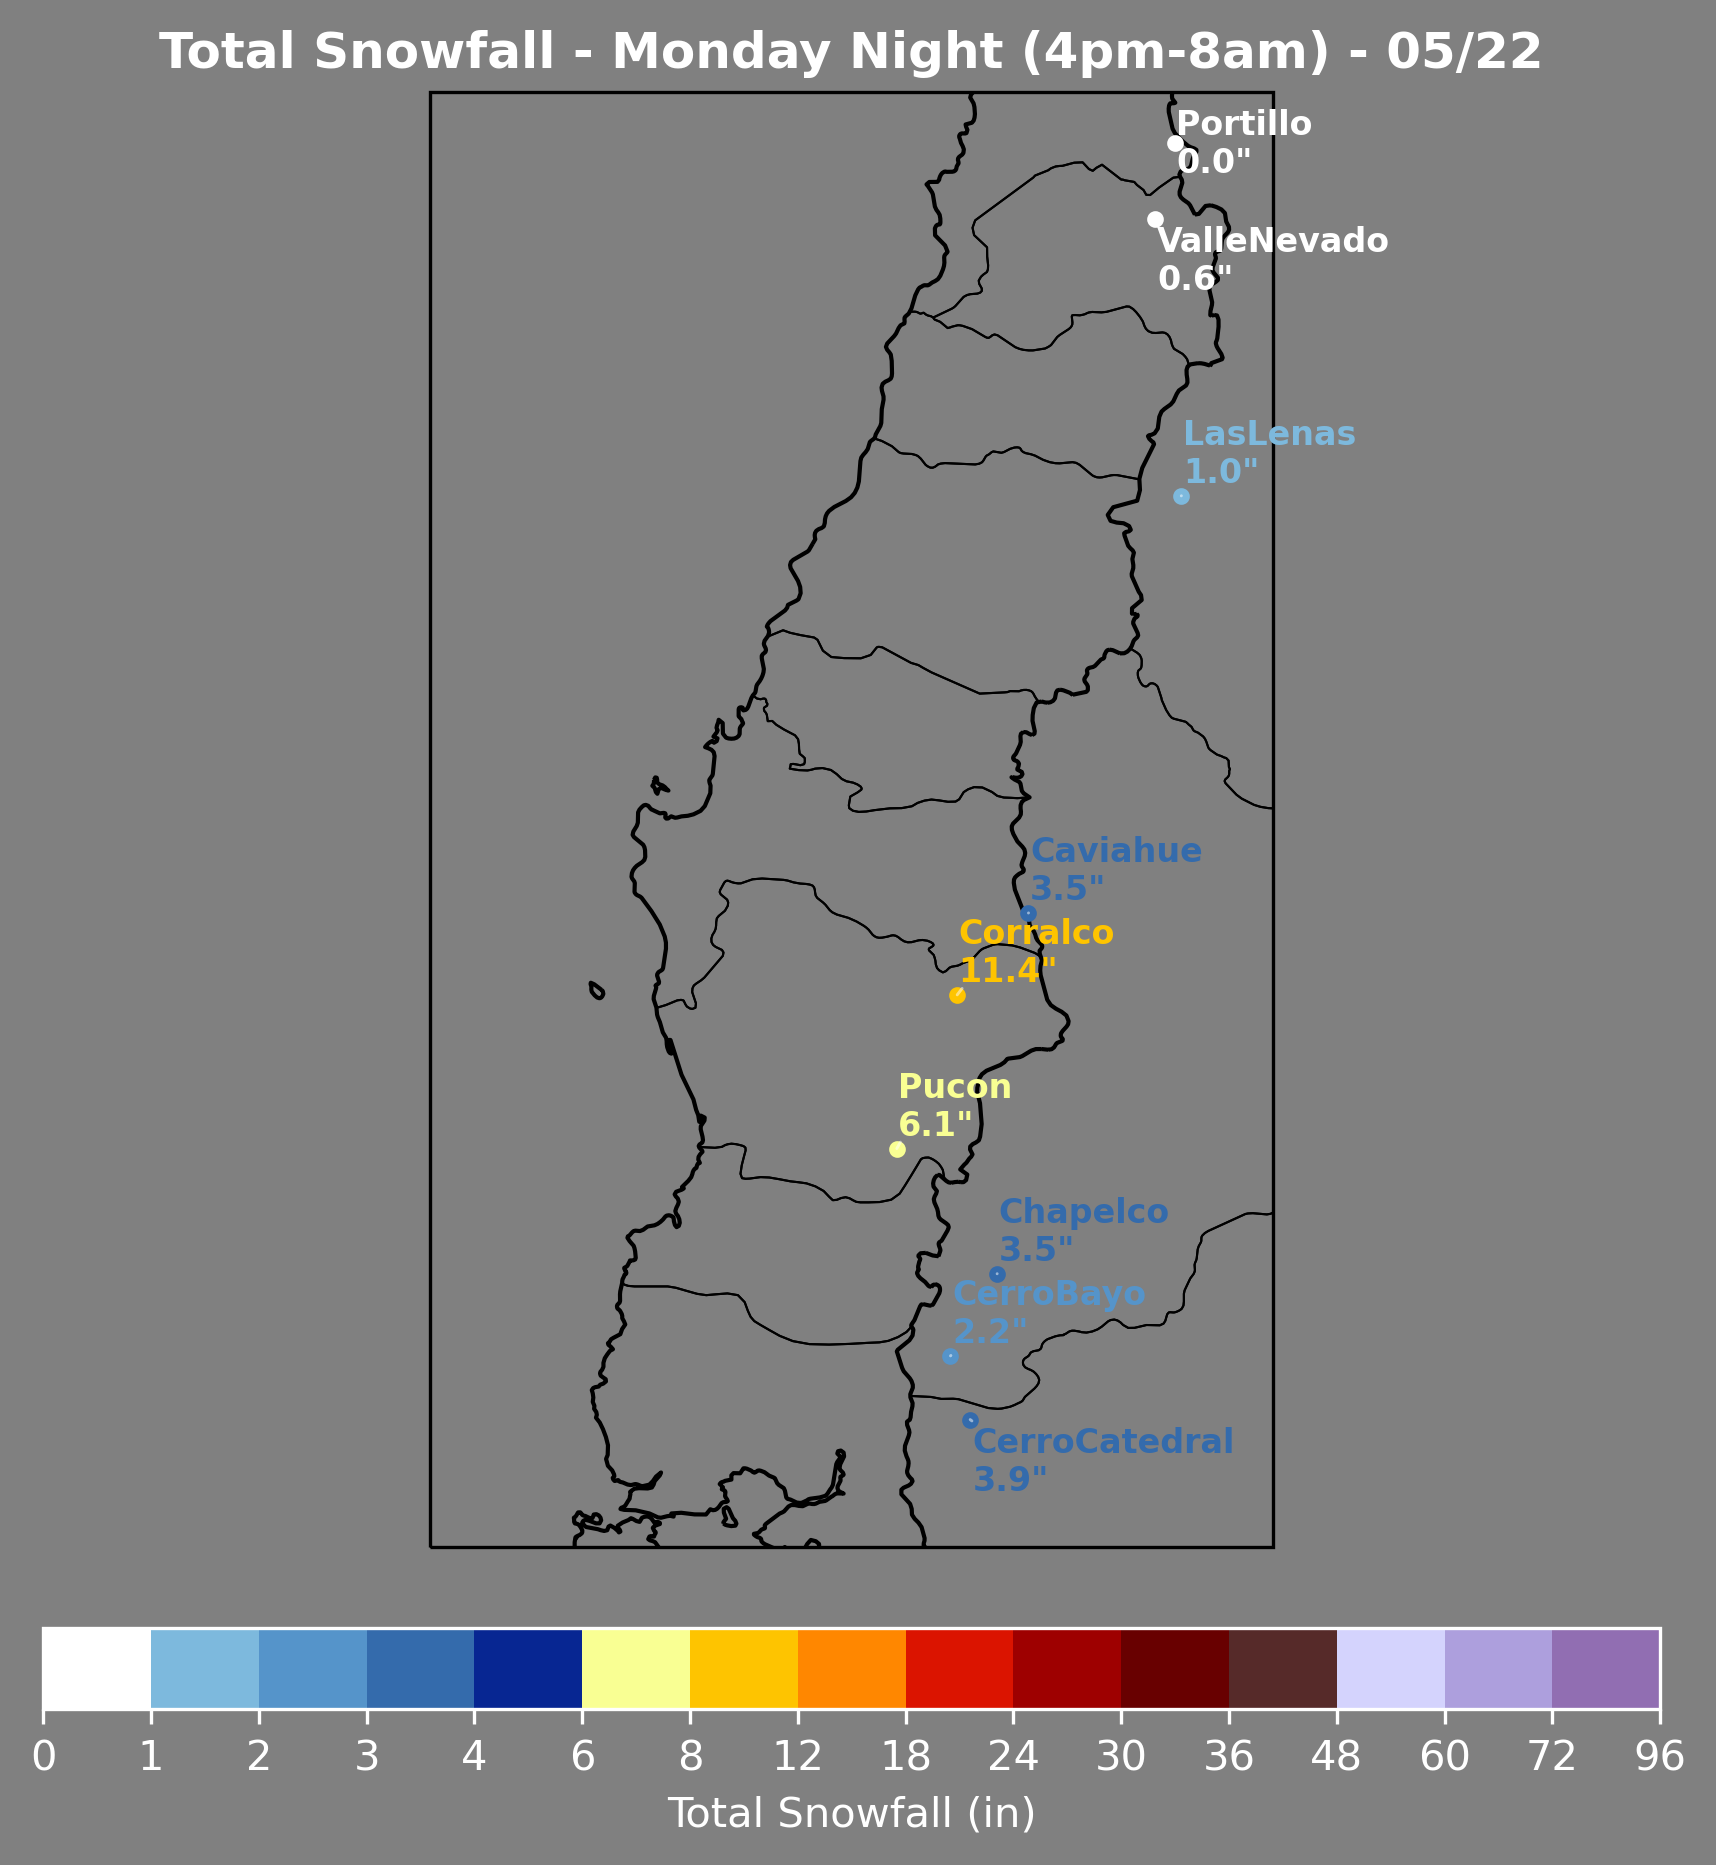 Total Snowfall - Monday Night (4pm-8am) - 05/22
Portillo
0.0"
ValleNevado
0.6"
LasLenas
1.0"
Caviahue
3.5"
Corralco
11.4"
Pucon
6.1"
Chapelco
3.5"
CerroBayo
2.2"
CerroCatedral
3.9"
0 1 2 3 4 6 8 12 18 24 30 36 48 60 72 96
Total Snowfall (in)